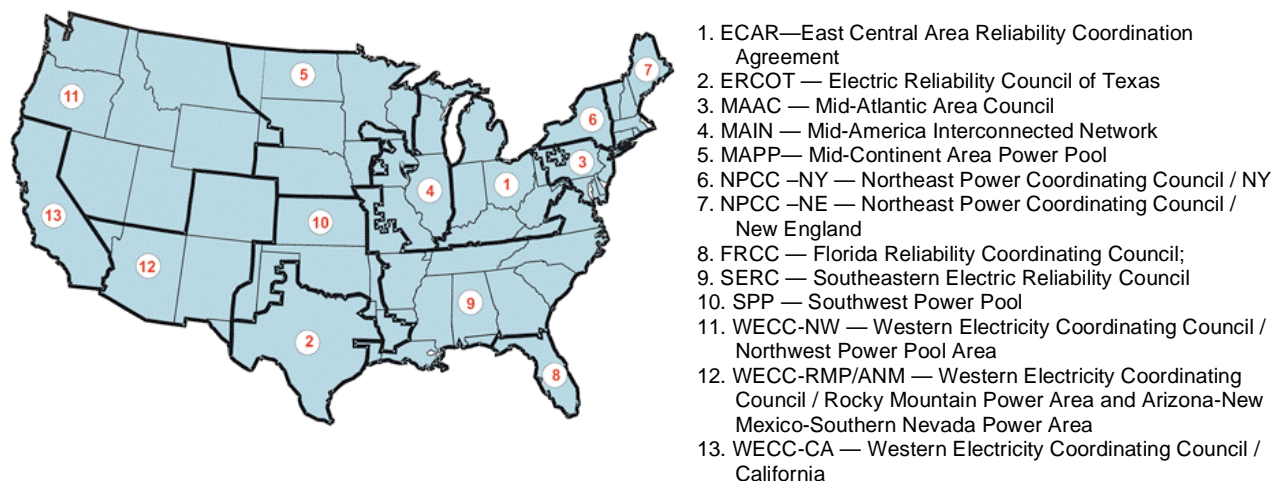 5
7
11
6
3
4
1
13
10
12
9
2
8
1. ECAR—East Central Area Reliability Coordination
Agreement
2. ERCOT — Electric Reliability Council of Texas
3. MAAC — Mid-Atlantic Area Council
4. MAIN — Mid-America Interconnected Network
5. MAPP— Mid-Continent Area Power Pool
6. NPCC –NY — Northeast Power Coordinating Council / NY
7. NPCC –NE — Northeast Power Coordinating Council /
New England
8. FRCC — Florida Reliability Coordinating Council;
9. SERC — Southeastern Electric Reliability Council
10. SPP — Southwest Power Pool
11. WECC-NW — Western Electricity Coordinating Council /
Northwest Power Pool Area
12. WECC-RMP/ANM — Western Electricity Coordinating
Council / Rocky Mountain Power Area and Arizona-New
Mexico-Southern Nevada Power Area
13. WECC-CA — Western Electricity Coordinating Council /
California